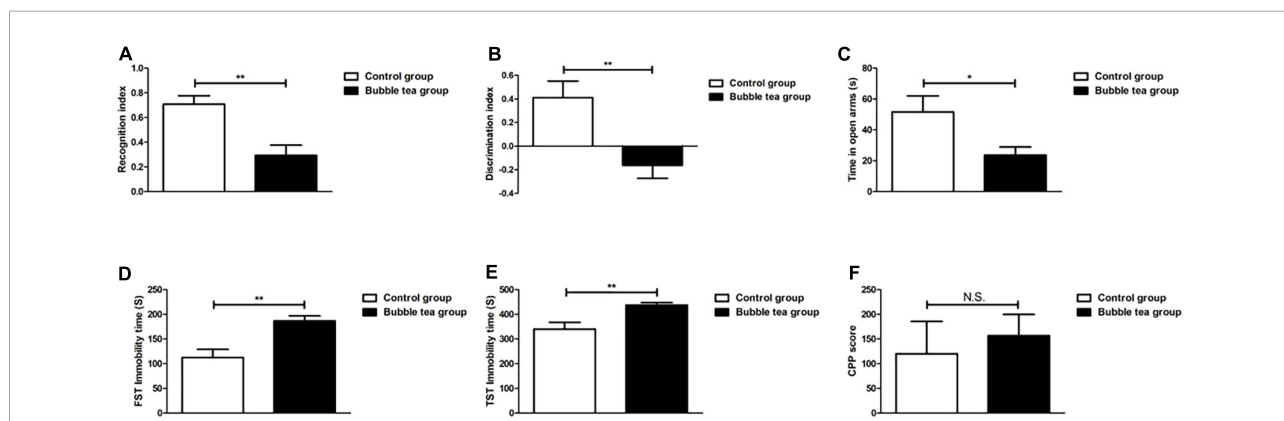 A
Recognition index
1.0
0.8
0.6
0.4
0.2
0.0
**
Control group
Bubble tea group
B
Discrimination index
0.6
0.4
0.2
0.0
-0.2
-0.4
**
Control group
Bubble tea group
C
Time in open arms (s)
80
60
40
20
0
*
Control group
Bubble tea group
D
FST Immobility time (S)
250
200
150
100
50
0
**
Control group
Bubble tea group
E
TST Immobility time (S)
500
400
300
200
100
0
**
Control group
Bubble tea group
F
CPP score
250
200
150
100
50
0
N.S.
Control group
Bubble tea group